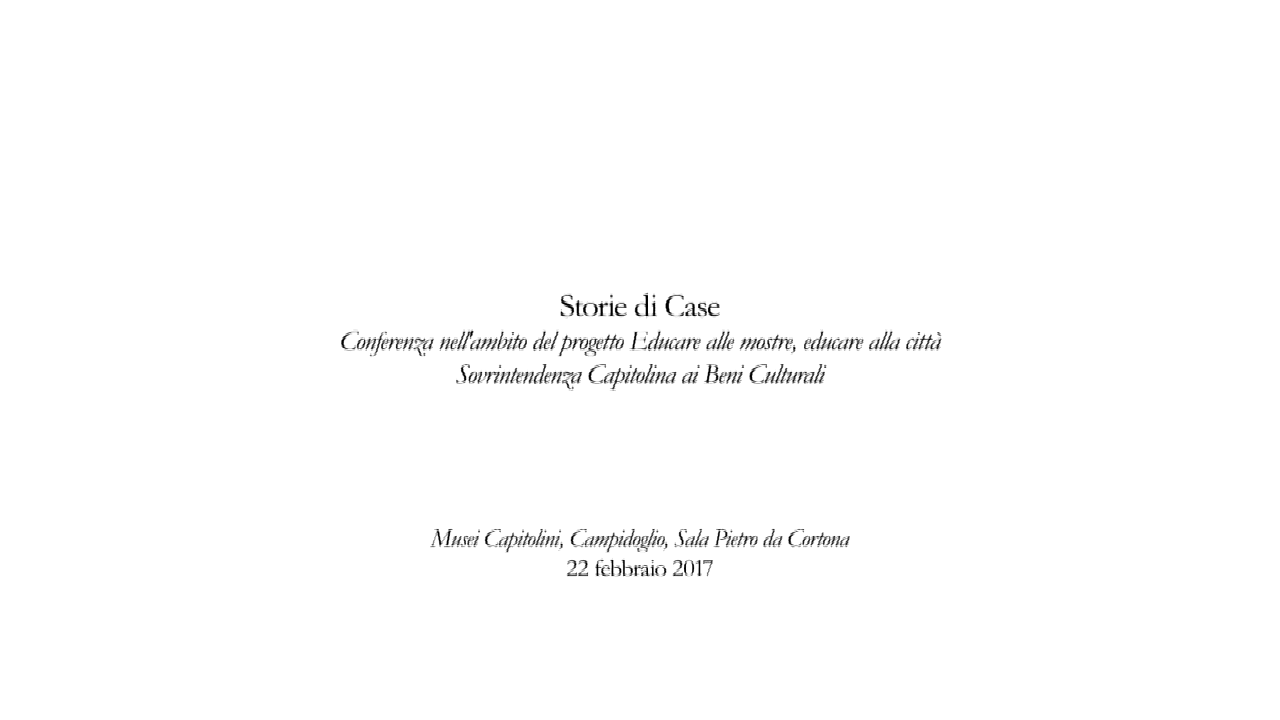 Storie di Case
Conferenza nell'ambito del progetto Educare alle mostre, educare alla città
Sovrintendenza Capitolina ai Beni Culturali
Musei Capitolini, Campidoglio, Sala Pietro da Cortona
22 febbraio 2017